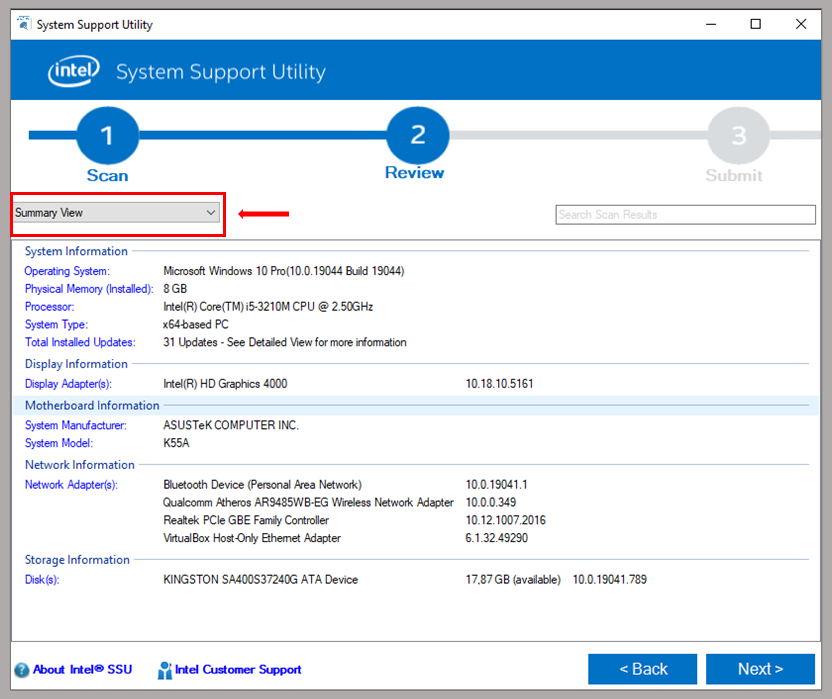 System Support Utility
intel System Support Utility
1 2 3
Scan Review Submit
Summary View
Search Scan Results
System Information
Operating System: Microsoft Windows 10 Pro(10.0.19044 Build 19044)
Physical Memory (Installed): 8 GB
Processor: Intel(R) Core(TM) i5-3210M CPU @ 2.50GHz
System Type: x64-based PC
Total Installed Updates: 31 Updates - See Detailed View for more information
Display Information
Display Adapter(s): Intel(R) HD Graphics 4000 10.18.10.5161
Motherboard Information
System Manufacturer: ASUSTeK COMPUTER INC.
System Model: K55A
Network Information
Network Adapter(s): Bluetooth Device (Personal Area Network) 10.0.19041.1
Qualcomm Atheros AR9485WB-EG Wireless Network Adapter 10.0.0.349
Realtek PCIe GBE Family Controller 10.12.1007.2016
VirtualBox Host-Only Ethernet Adapter 6.1.32.49290
Storage Information
Disk(s): KINGSTON SA400S37240G ATA Device 17,87 GB (available) 10.0.19041.789
? About Intel® SSU Intel Customer Support < Back Next >